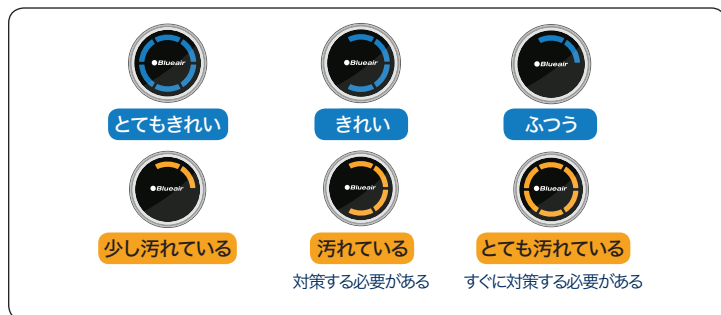 Blueair
Blueair
Blueair
とてもきれい
きれい
ふつう
Blueair
Blueair
Blueair
少し汚れている
汚れている
とても汚れている
対策する必要がある
すぐに対策する必要がある